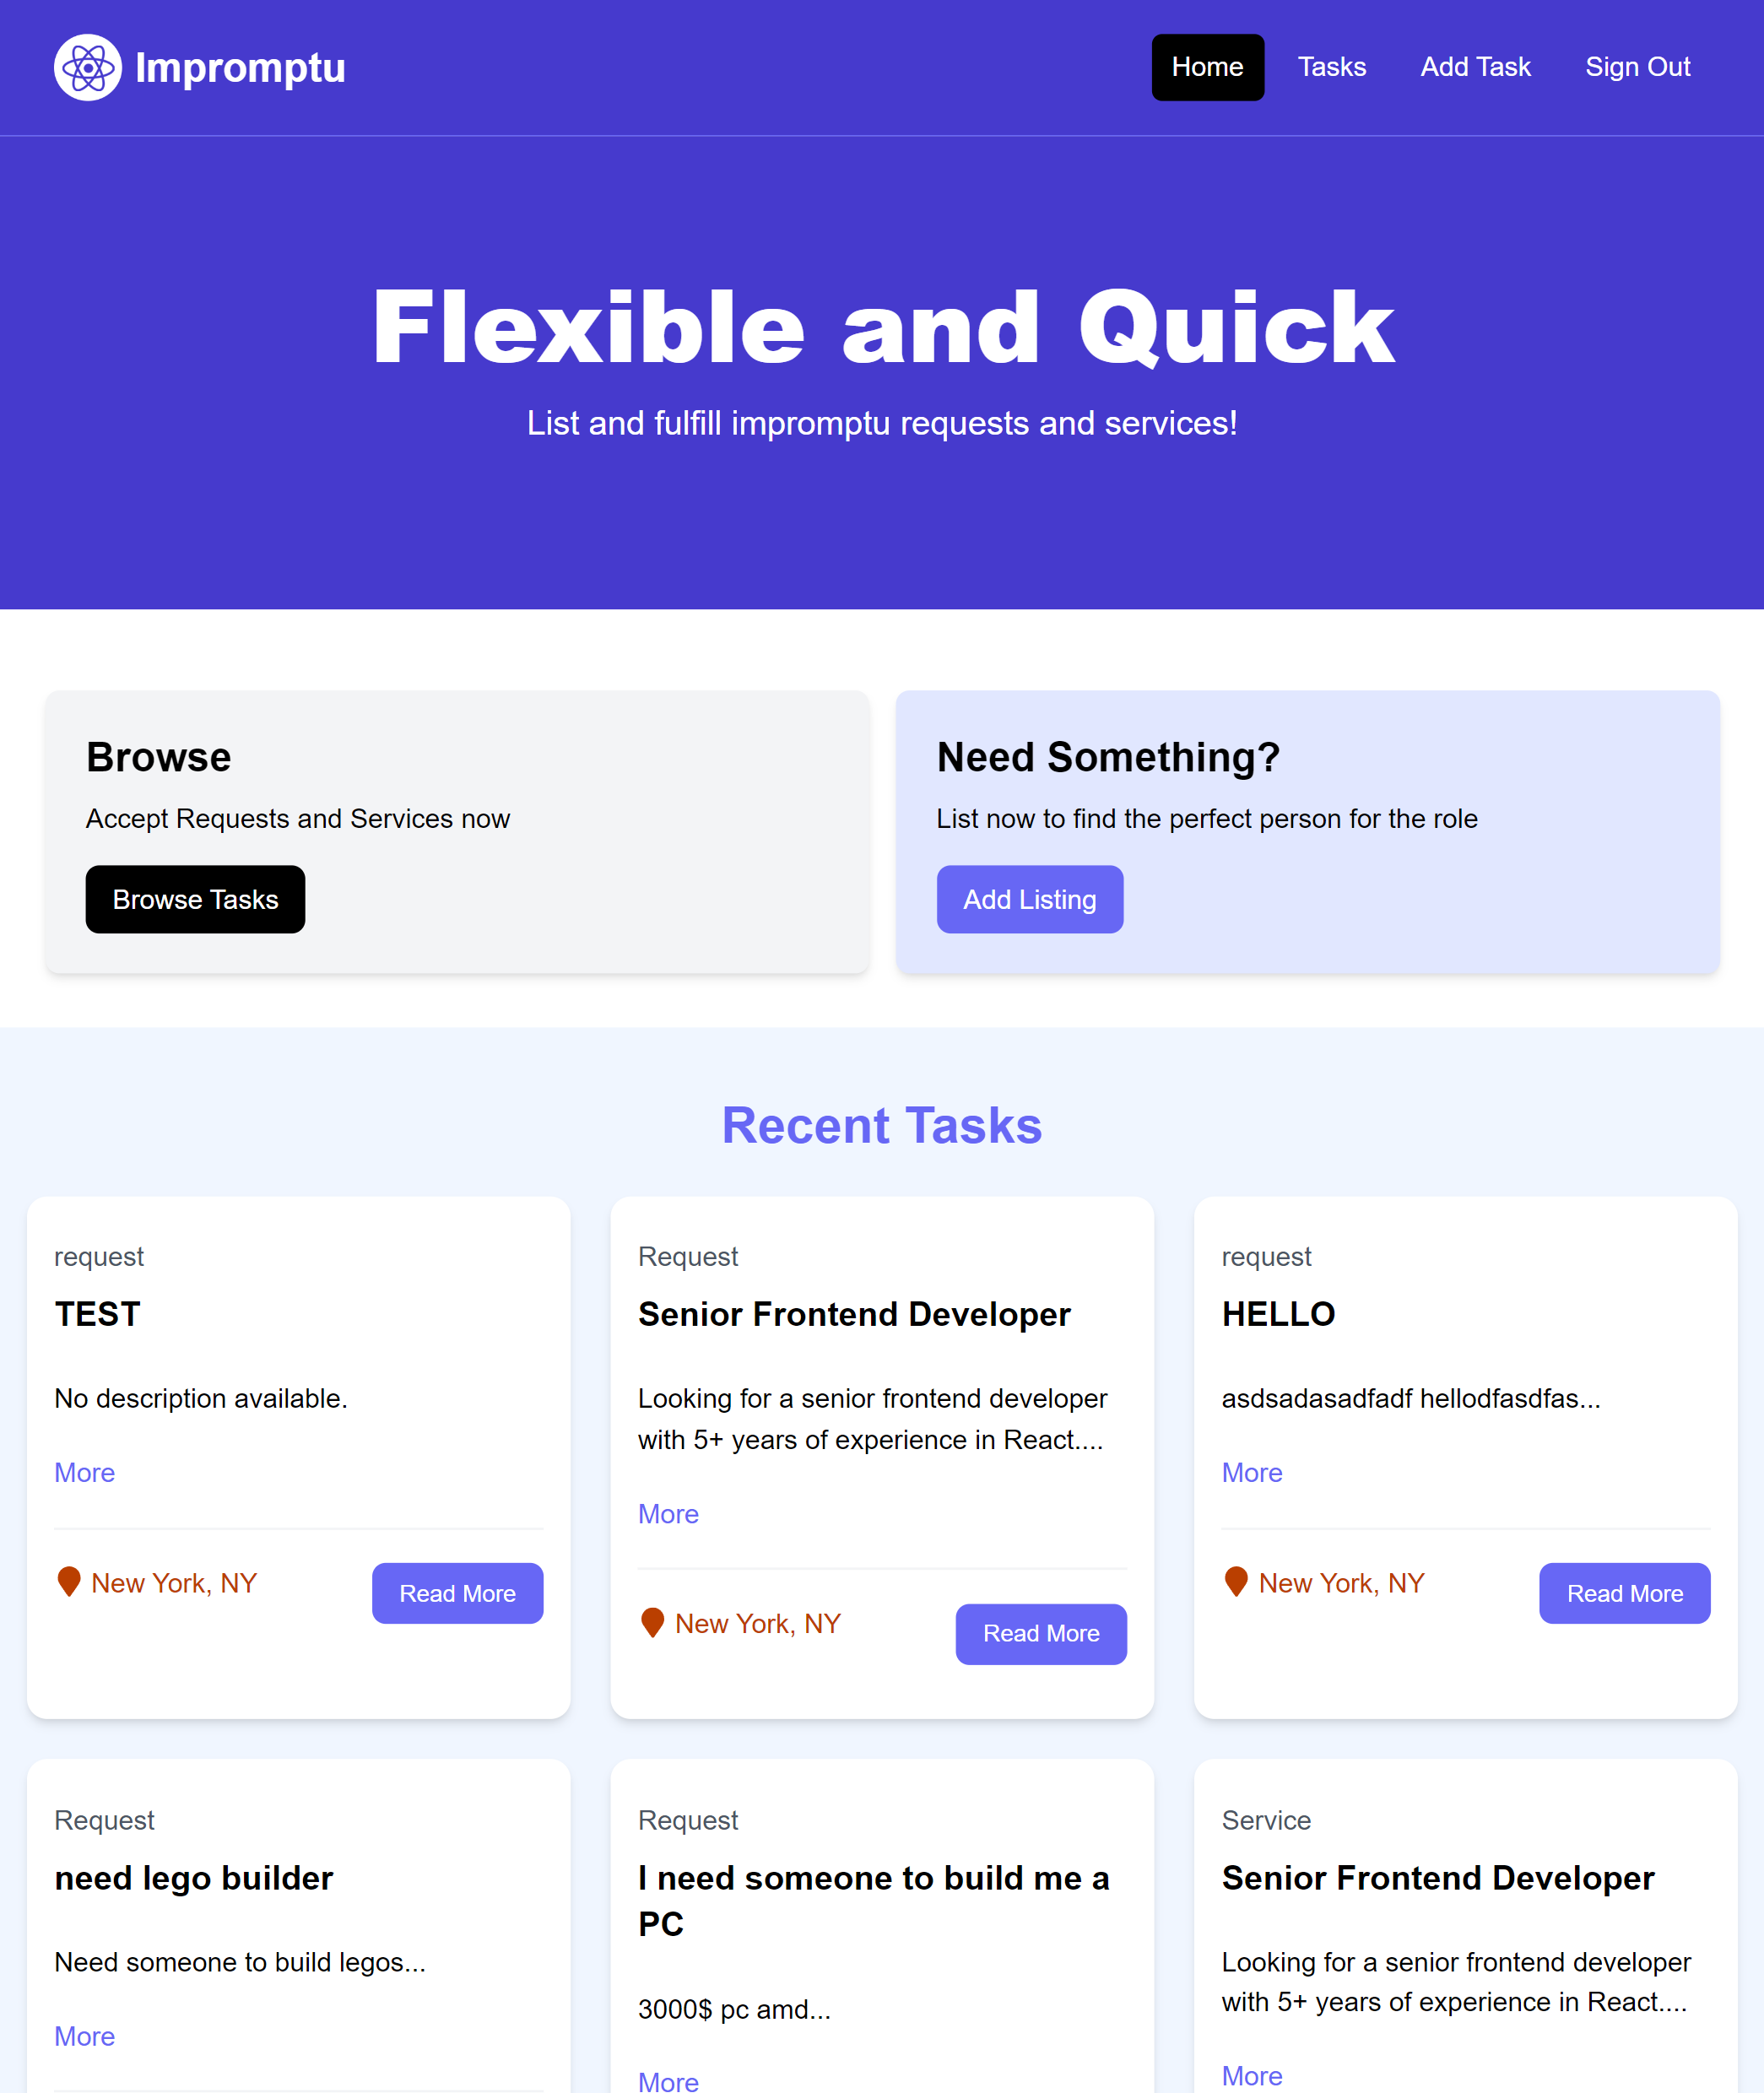 Impromptu
Home
Tasks
Add Task
Sign Out
Flexible and Quick
List and fulfill impromptu requests and services!
Browse
Accept Requests and Services now
Browse Tasks
Need Something?
List now to find the perfect person for the role
Add Listing
Recent Tasks
request
TEST
No description available.
More
New York, NY
Read More
Request
Senior Frontend Developer
Looking for a senior frontend developer
with 5+ years of experience in React....
More
New York, NY
Read More
request
HELLO
asdsadasadfadf hellodfasdfas...
More
New York, NY
Read More
Request
need lego builder
Need someone to build legos...
More
Request
I need someone to build me a
PC
3000$ pc amd...
More
Service
Senior Frontend Developer
Looking for a senior frontend developer
with 5+ years of experience in React....
More